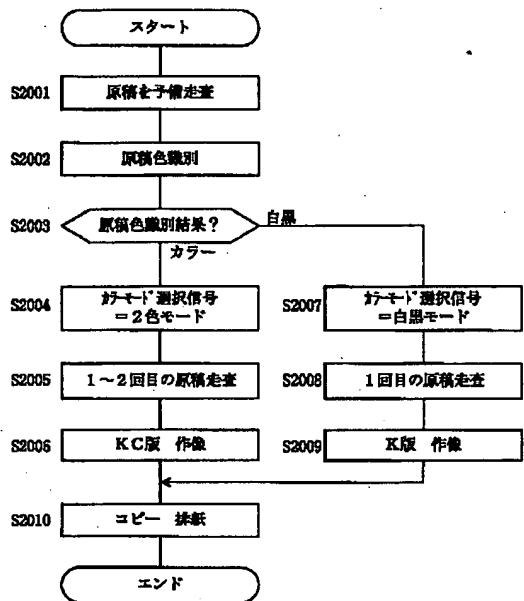 スタート
S2001 原稿を予備走査
S2002 原稿色識別
S2003 原稿色識別結果？ 白黒
カラー
S2004 ｶﾗｰﾓｰﾄﾞ選択信号
＝２色モード
S2007 ｶﾗｰﾓｰﾄﾞ選択信号
＝白黒モード
S2005 １～２回目の原稿走査
S2008 １回目の原稿走査
S2006 ＫＣ版 作像
S2009 Ｋ版 作像
S2010 コピー 排紙
エンド